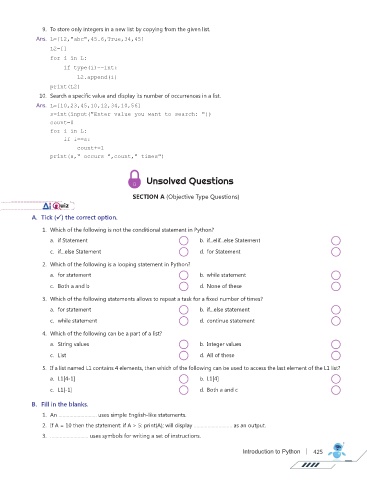 9. To store only integers in a new list by copying from the given list.
Ans. L=[12,"abc",45.6,True,34,45]
L2=[]
for i in L:
if type(i)==int:
L2.append(i)
print(L2)
10. Search a specific value and display its number of occurrences in a list.
Ans. L=[10,23,45,10,12,34,10,56]
x=int(input("Enter value you want to search: "))
count=0
for i in L:
if i==x:
count+=1
print(x," occurs ",count," times")
Unsolved Questions
SECTION A (Objective Type Questions)
Quiz
A. Tick (✓) the correct option.
1. Which of the following is not the conditional statement in Python?
a. if Statement b. if...elif...else Statement
c. if...else Statement d. for Statement
2. Which of the following is a looping statement in Python?
a. for statement b. while statement
c. Both a and b d. None of these
3. Which of the following statements allows to repeat a task for a fixed number of times?
a. for statement b. if...else statement
c. while statement d. continue statement
4. Which of the following can be a part of a list?
a. String values b. Integer values
c. List d. All of these
5. If a list named L1 contains 4 elements, then which of the following can be used to access the last element of the L1 list?
a. L1[4-1] b. L1[4]
c. L1[-1] d. Both a and c
B. Fill in the blanks.
1. An ........................ uses simple English-like statements.
2. If A = 10 then the statement if A > 5: print(A); will display ........................ as an output.
3. ........................ uses symbols for writing a set of instructions.
Introduction to Python | 425